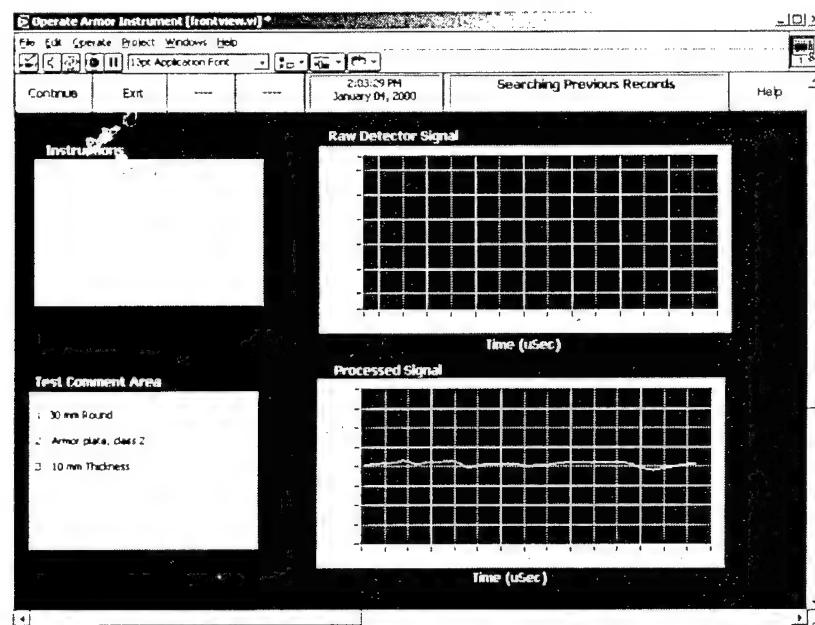 Operate Armor Instrument [frontview.vi] *
File Edit Operate Project Windows Help
13pt Application Font
Continue Exit ---- ---- 2:03:29 PM Searching Previous Records Help
January 04, 2000
Instructions
Raw Detector Signal
Time (uSec)
Processed Signal
Test Comment Area
1 30 mm Round
2 Armor plate, class 2
3 10 mm Thickness
Time (uSec)